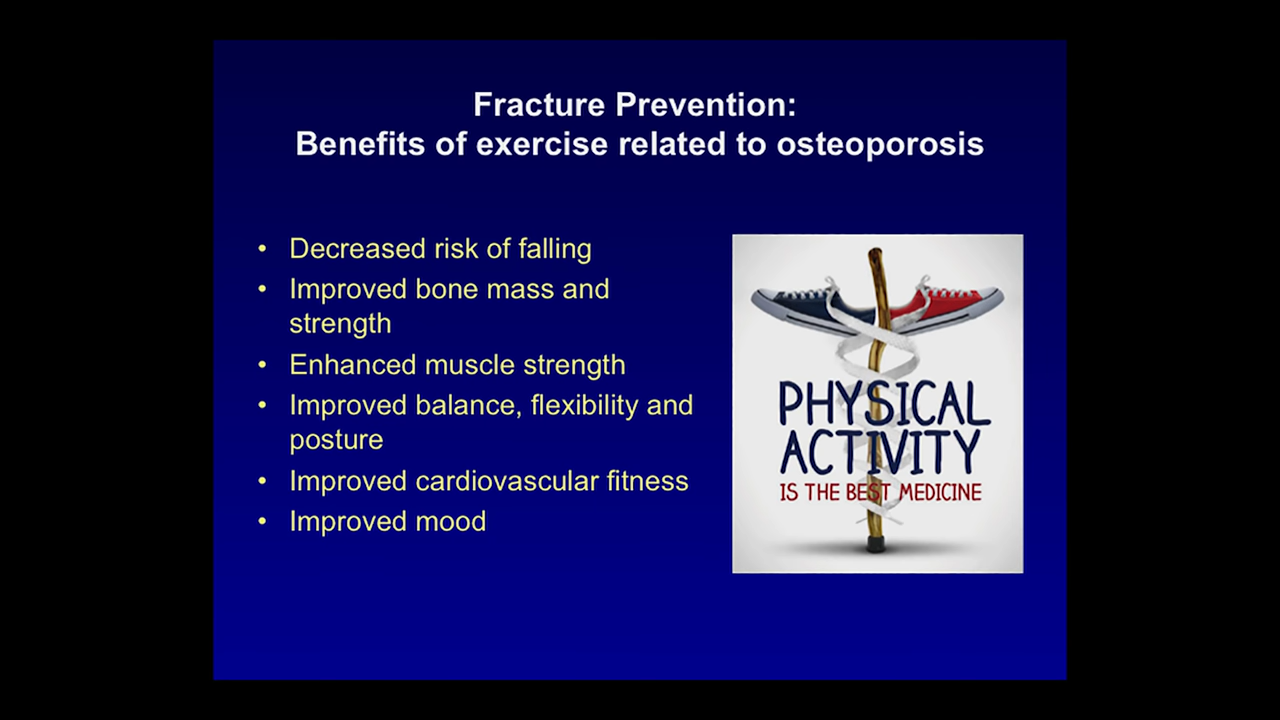 Fracture Prevention:
Benefits of exercise related to osteoporosis
• Decreased risk of falling
• Improved bone mass and
strength
• Enhanced muscle strength
• Improved balance, flexibility and
posture
• Improved cardiovascular fitness
• Improved mood
PHYSICAL
ACTIVITY
IS THE BEST MEDICINE